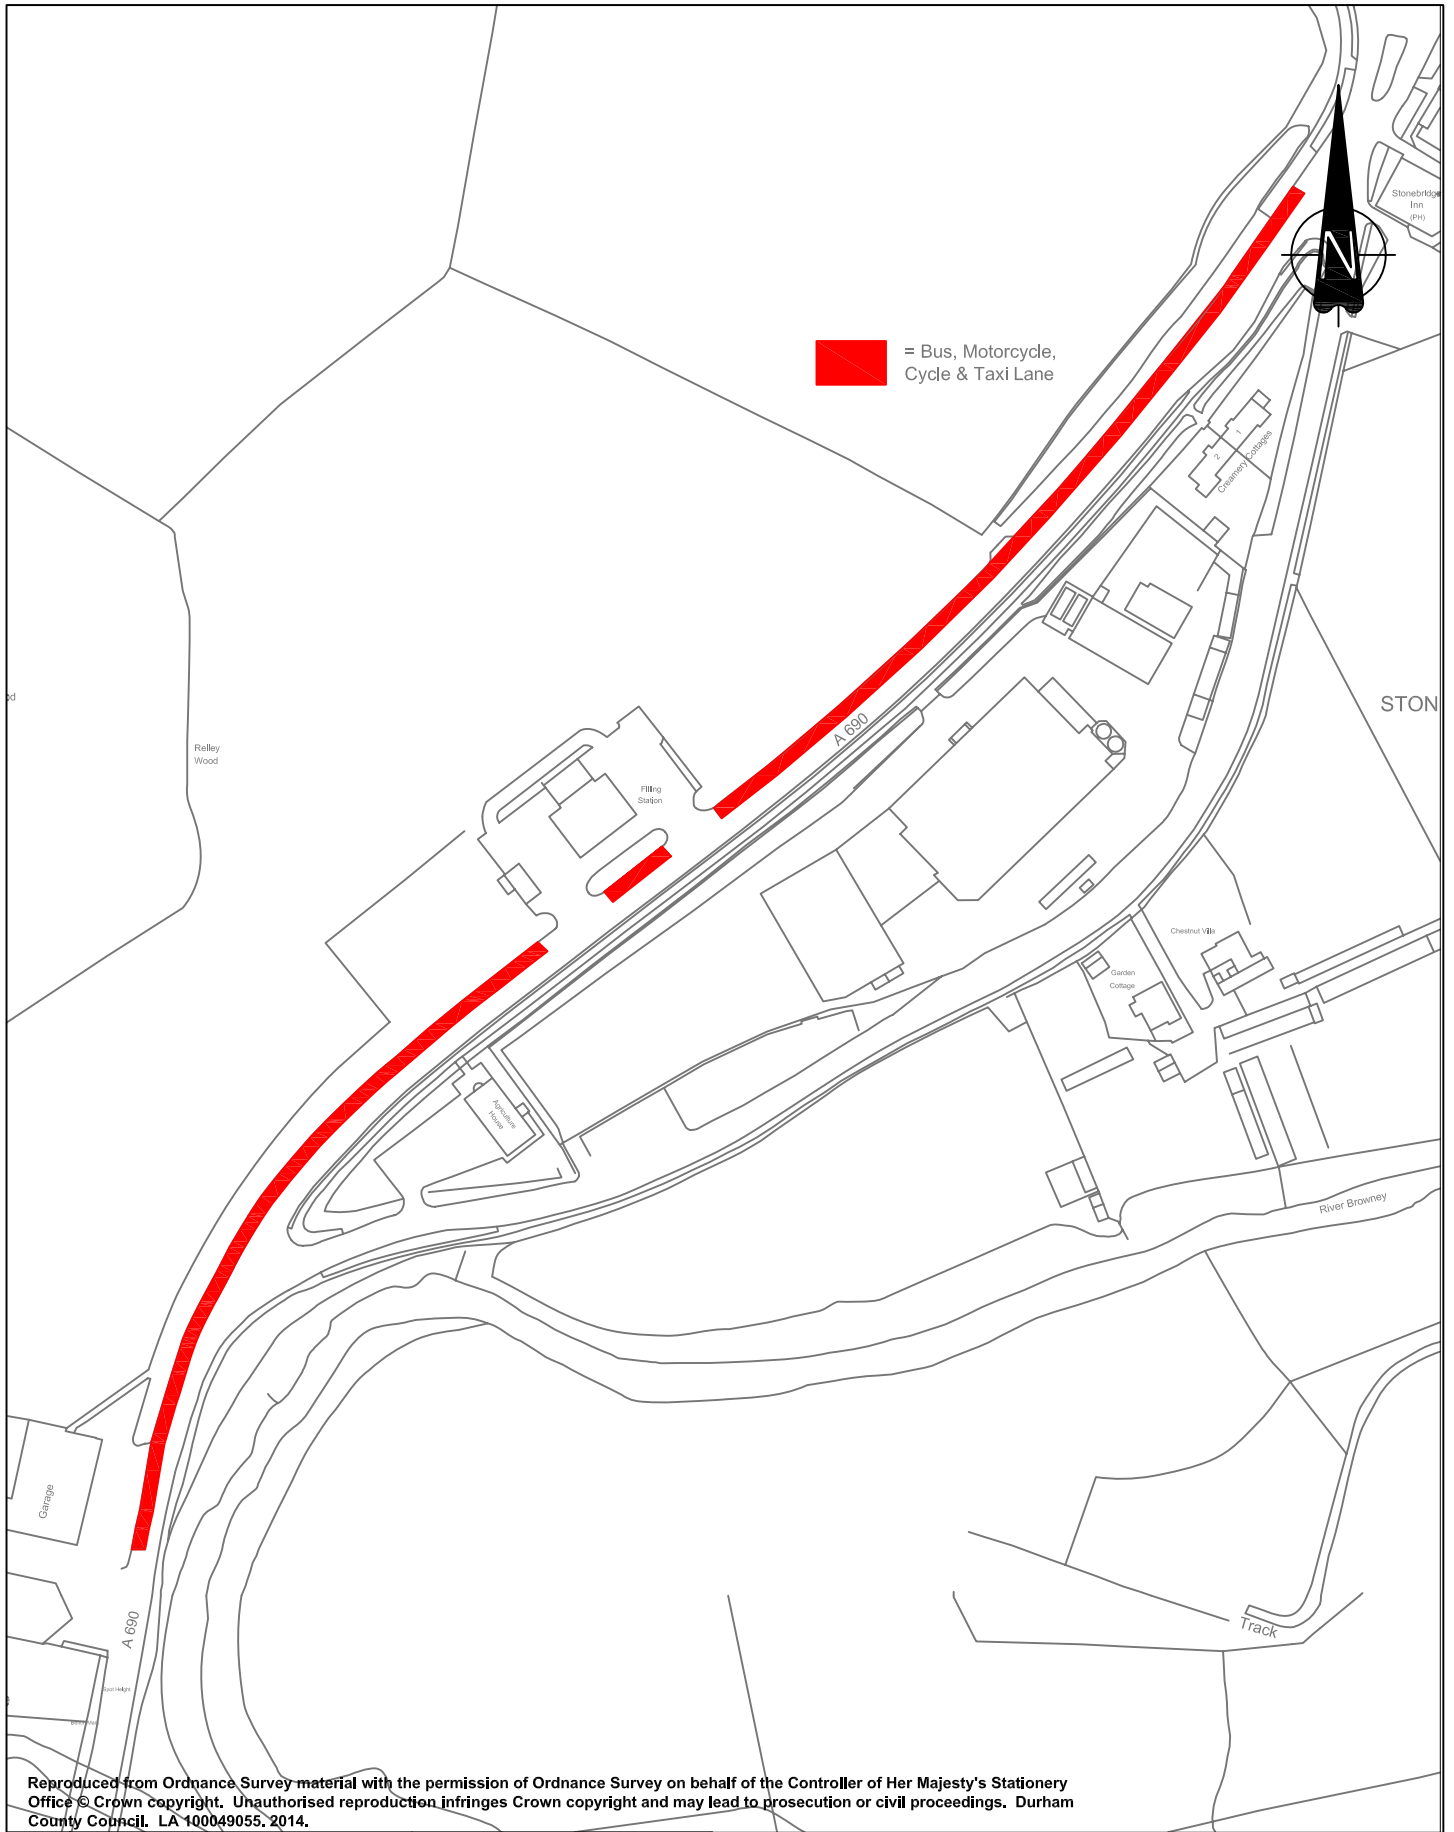 Stonebridge
Inn
(PH)
N
= Bus, Motorcycle,
Cycle & Taxi Lane
1
2
Creamery Cottages
STON
A 690
Relley
Wood
Filling
Station
Chestnut Villa
Garden
Cottage
Agriculture
House
River Browney
Garage
A 690
Track
Spot Height
Reproduced from Ordnance Survey material with the permission of Ordnance Survey on behalf of the Controller of Her Majesty's Stationery
Office © Crown copyright. Unauthorised reproduction infringes Crown copyright and may lead to prosecution or civil proceedings. Durham
County Council. LA 100049055. 2014.